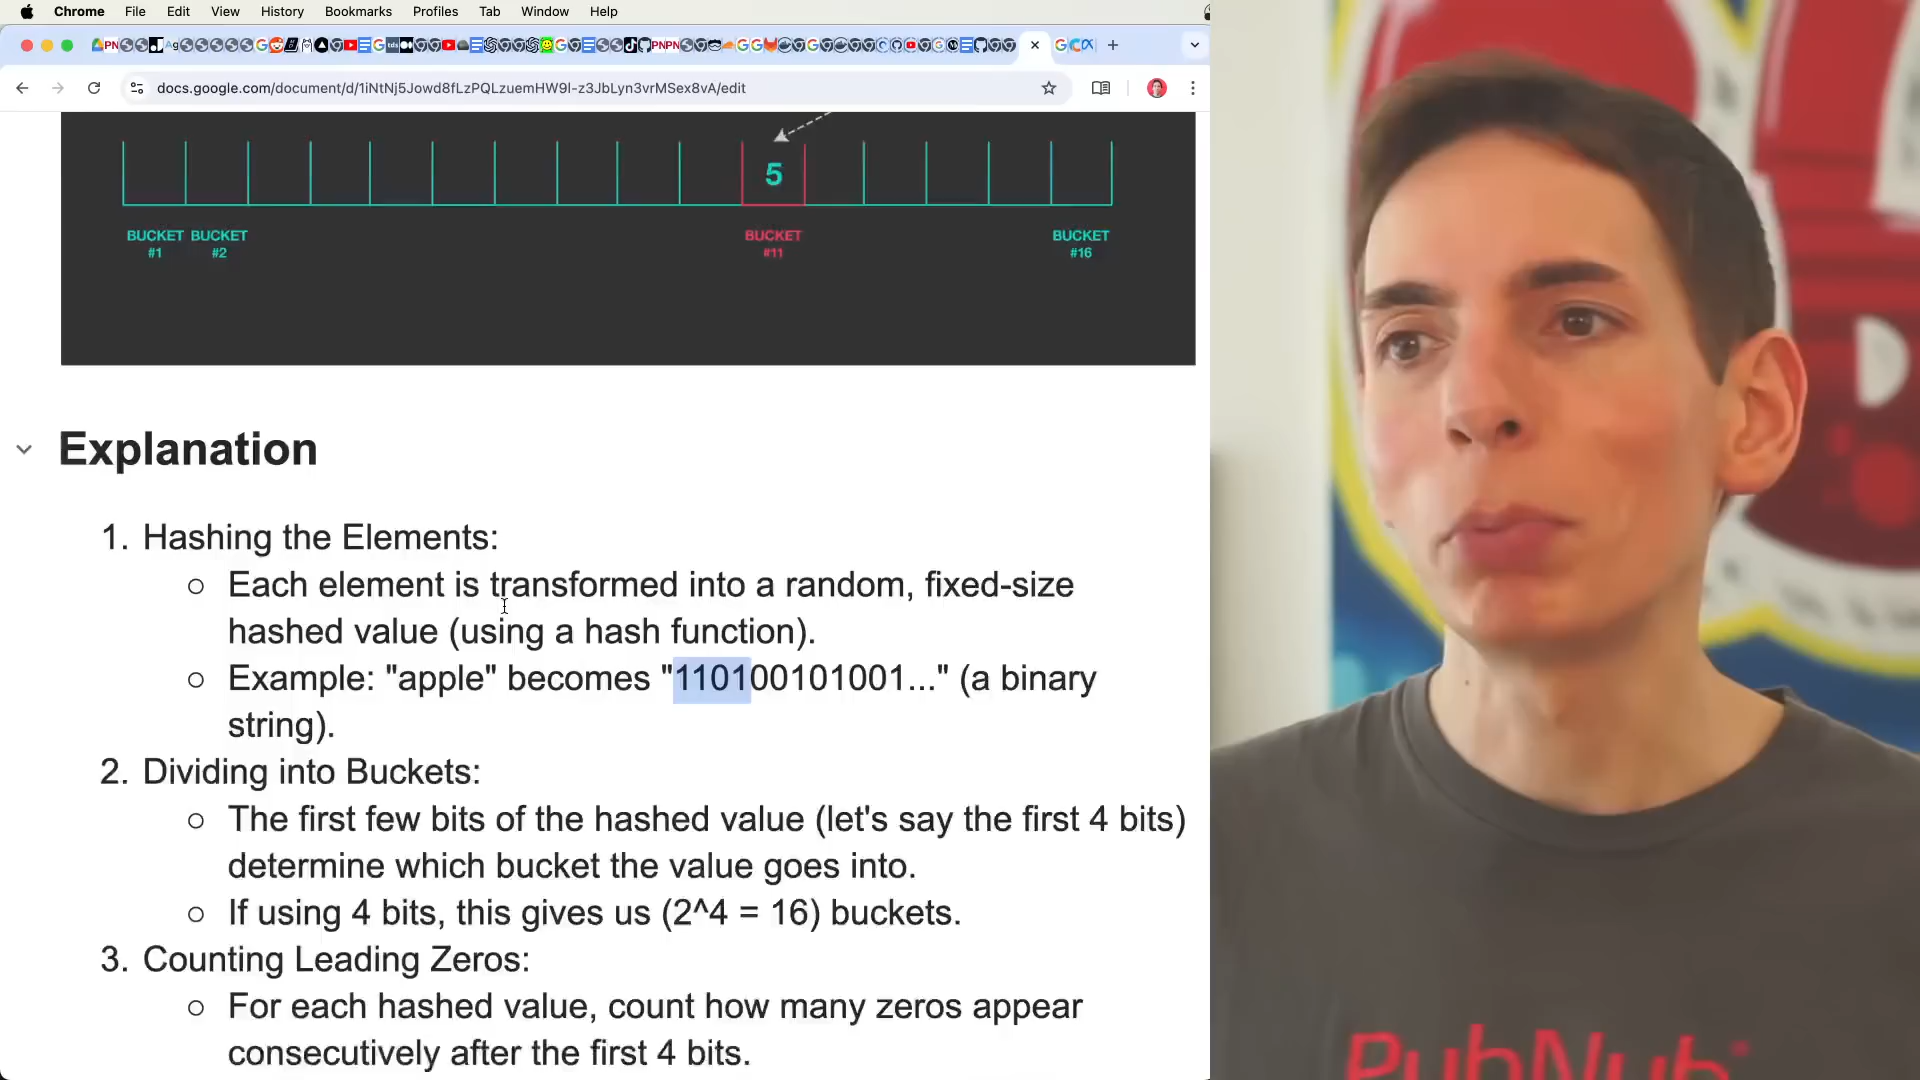 Chrome File Edit View History Bookmarks Profiles Tab Window Help
docs.google.com/document/d/1iNtNj5Jowd8fLzPQLzuemHW9l-z3JbLyn3vrMSex8vA/edit
5
BUCKET #1
BUCKET #2
BUCKET #11
BUCKET #16
Explanation
1. Hashing the Elements:
○ Each element is transformed into a random, fixed-size
hashed value (using a hash function).
○ Example: "apple" becomes "110100101001..." (a binary
string).
2. Dividing into Buckets:
○ The first few bits of the hashed value (let's say the first 4 bits)
determine which bucket the value goes into.
○ If using 4 bits, this gives us (2^4 = 16) buckets.
3. Counting Leading Zeros:
○ For each hashed value, count how many zeros appear
consecutively after the first 4 bits.
PubNub